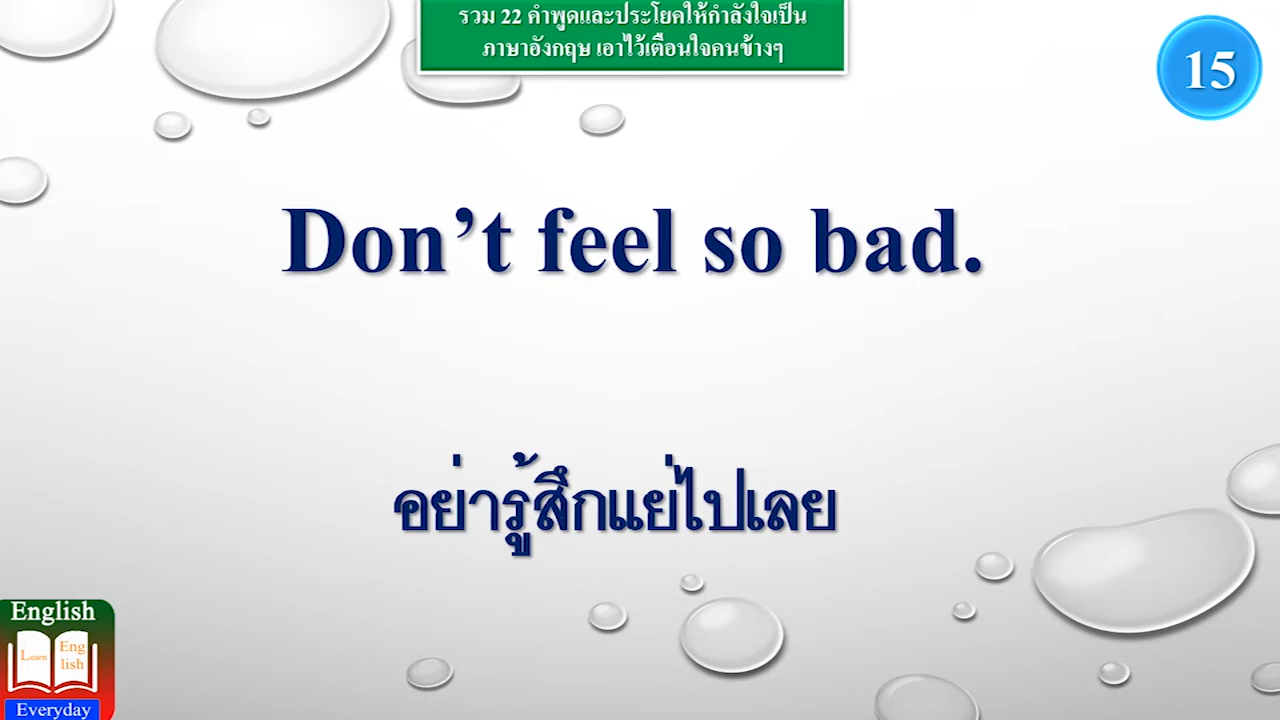 รวม 22 คำพูดและประโยคให้กำลังใจเป็น
ภาษาอังกฤษ เอาไว้เตือนใจคนข้างๆ
15
Don’t feel so bad.
อย่ารู้สึกแย่ไปเลย
English
Learn
Eng
lish
Everyday